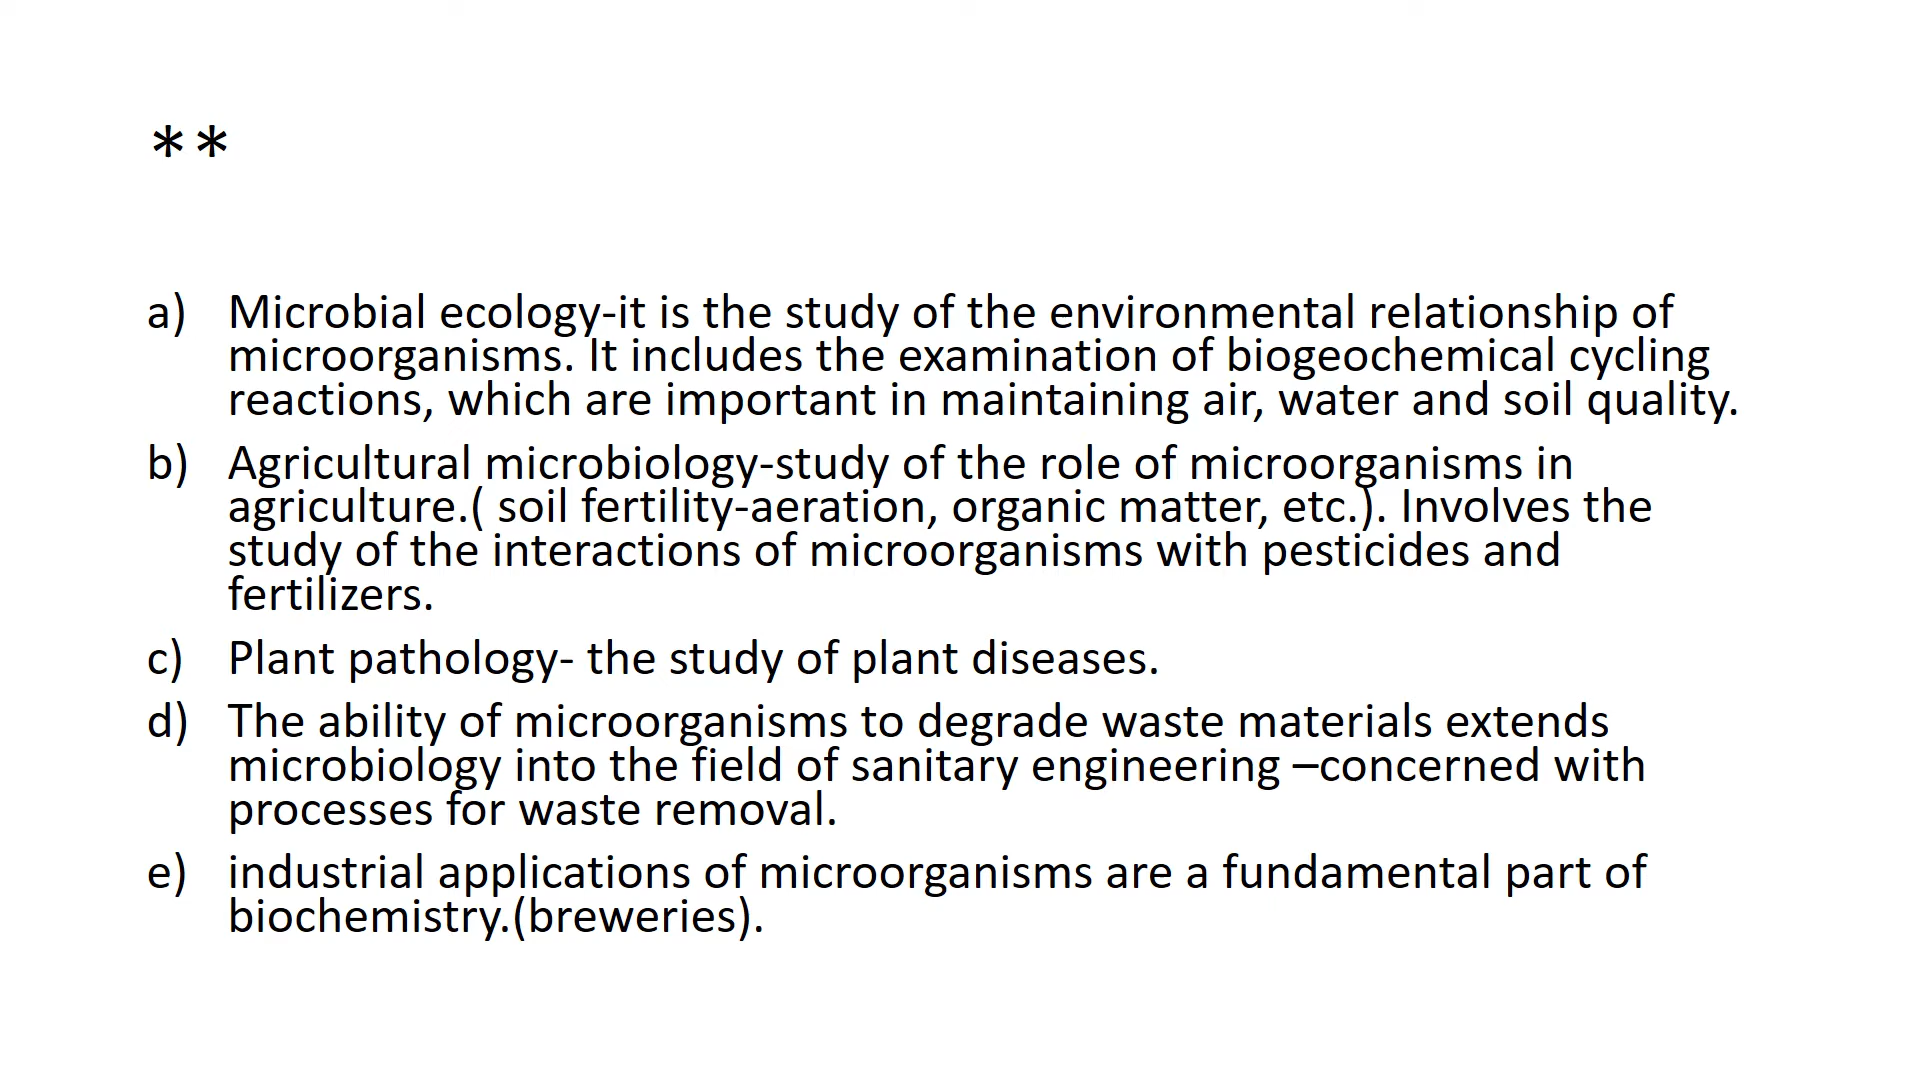 **
a) Microbial ecology-it is the study of the environmental relationship of
microorganisms. It includes the examination of biogeochemical cycling
reactions, which are important in maintaining air, water and soil quality.
b) Agricultural microbiology-study of the role of microorganisms in
agriculture.( soil fertility-aeration, organic matter, etc.). Involves the
study of the interactions of microorganisms with pesticides and
fertilizers.
c) Plant pathology- the study of plant diseases.
d) The ability of microorganisms to degrade waste materials extends
microbiology into the field of sanitary engineering –concerned with
processes for waste removal.
e) industrial applications of microorganisms are a fundamental part of
biochemistry.(breweries).